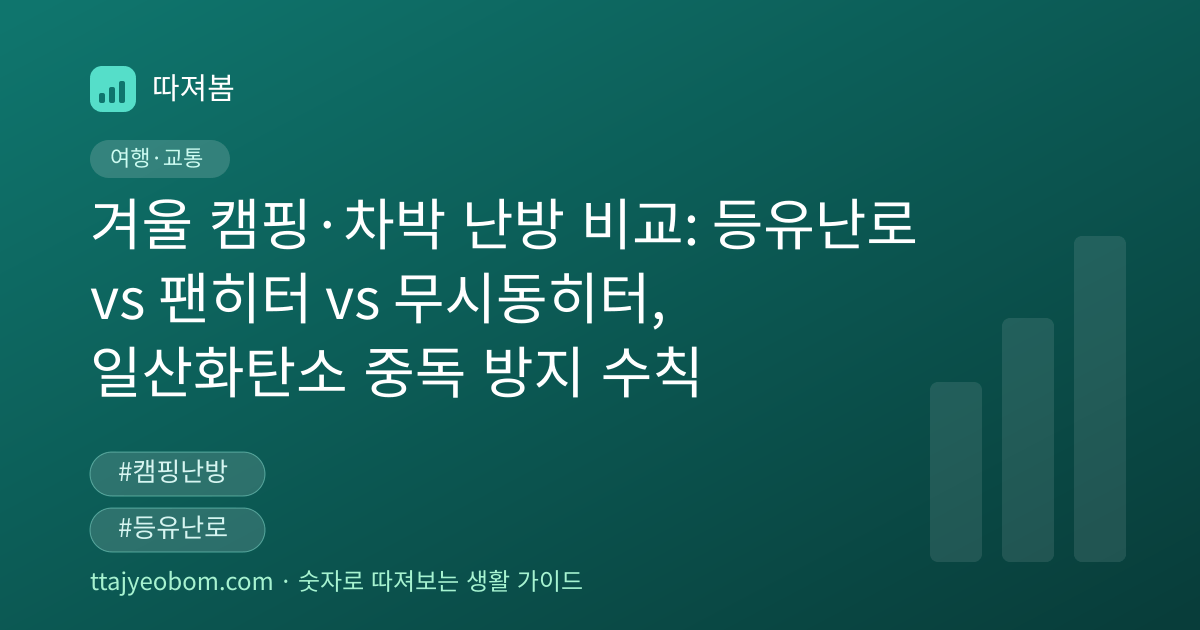 따져봄
여행·교통
겨울 캠핑·차박 난방 비교: 등유난로
vs 팬히터 vs 무시동히터,
일산화탄소 중독 방지 수칙
#캠핑난방
#등유난로
ttajyeobom.com · 숫자로 따져보는 생활 가이드